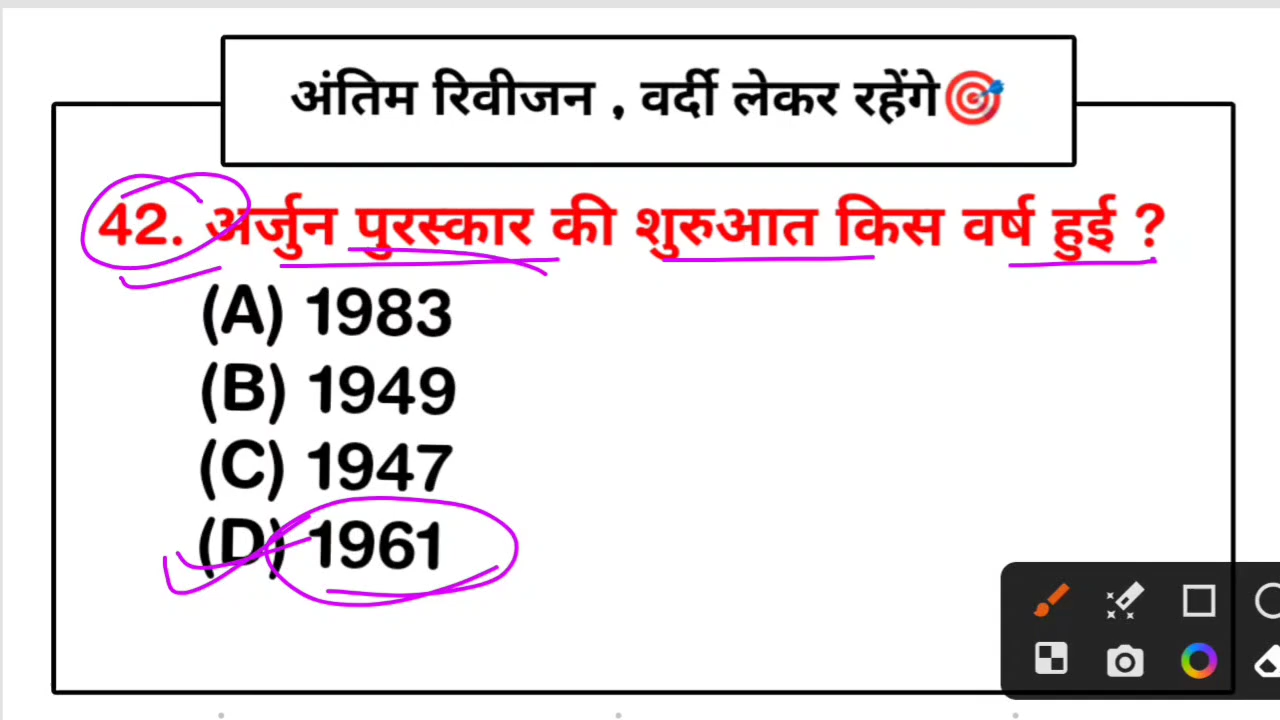 अंतिम रिवीजन , वर्दी लेकर रहेंगे🎯
42. अर्जुन पुरस्कार की शुरुआत किस वर्ष हुई ?
(A) 1983
(B) 1949
(C) 1947
(D) 1961